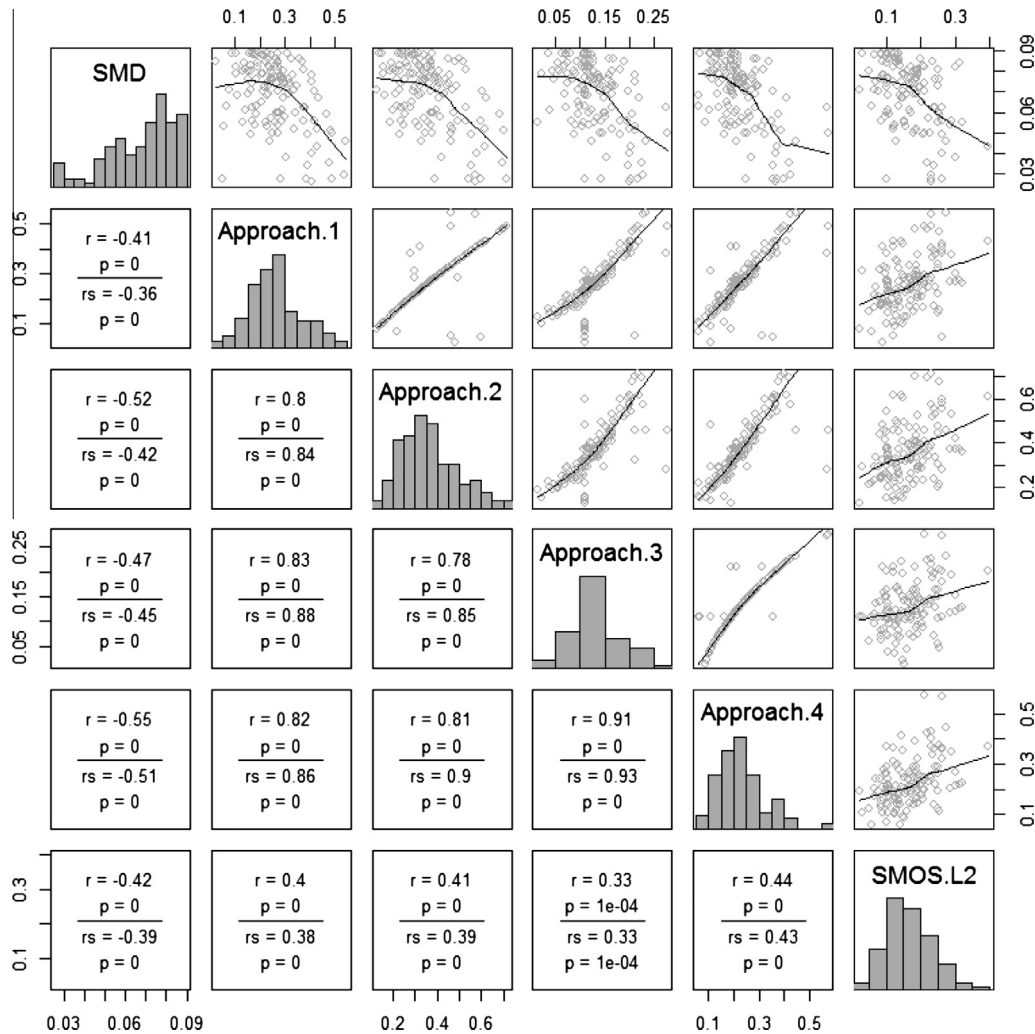 0.1 0.3 0.5
0.05 0.15 0.25
0.1 0.3
SMD
0.03 0.06 0.09
0.1 0.3 0.5
r = -0.41
p = 0
rs = -0.36
p = 0
Approach.1
r = -0.52
p = 0
rs = -0.42
p = 0
r = 0.8
p = 0
rs = 0.84
p = 0
Approach.2
0.2 0.4 0.6
0.05 0.15 0.25
r = -0.47
p = 0
rs = -0.45
p = 0
r = 0.83
p = 0
rs = 0.88
p = 0
r = 0.78
p = 0
rs = 0.85
p = 0
Approach.3
r = -0.55
p = 0
rs = -0.51
p = 0
r = 0.82
p = 0
rs = 0.86
p = 0
r = 0.81
p = 0
rs = 0.9
p = 0
r = 0.91
p = 0
rs = 0.93
p = 0
Approach.4
0.1 0.3 0.5
0.1 0.3
r = -0.42
p = 0
rs = -0.39
p = 0
r = 0.4
p = 0
rs = 0.38
p = 0
r = 0.41
p = 0
rs = 0.39
p = 0
r = 0.33
p = 1e-04
rs = 0.33
p = 1e-04
r = 0.44
p = 0
rs = 0.43
p = 0
SMOS.L2
0.03 0.06 0.09
0.2 0.4 0.6
0.1 0.3 0.5